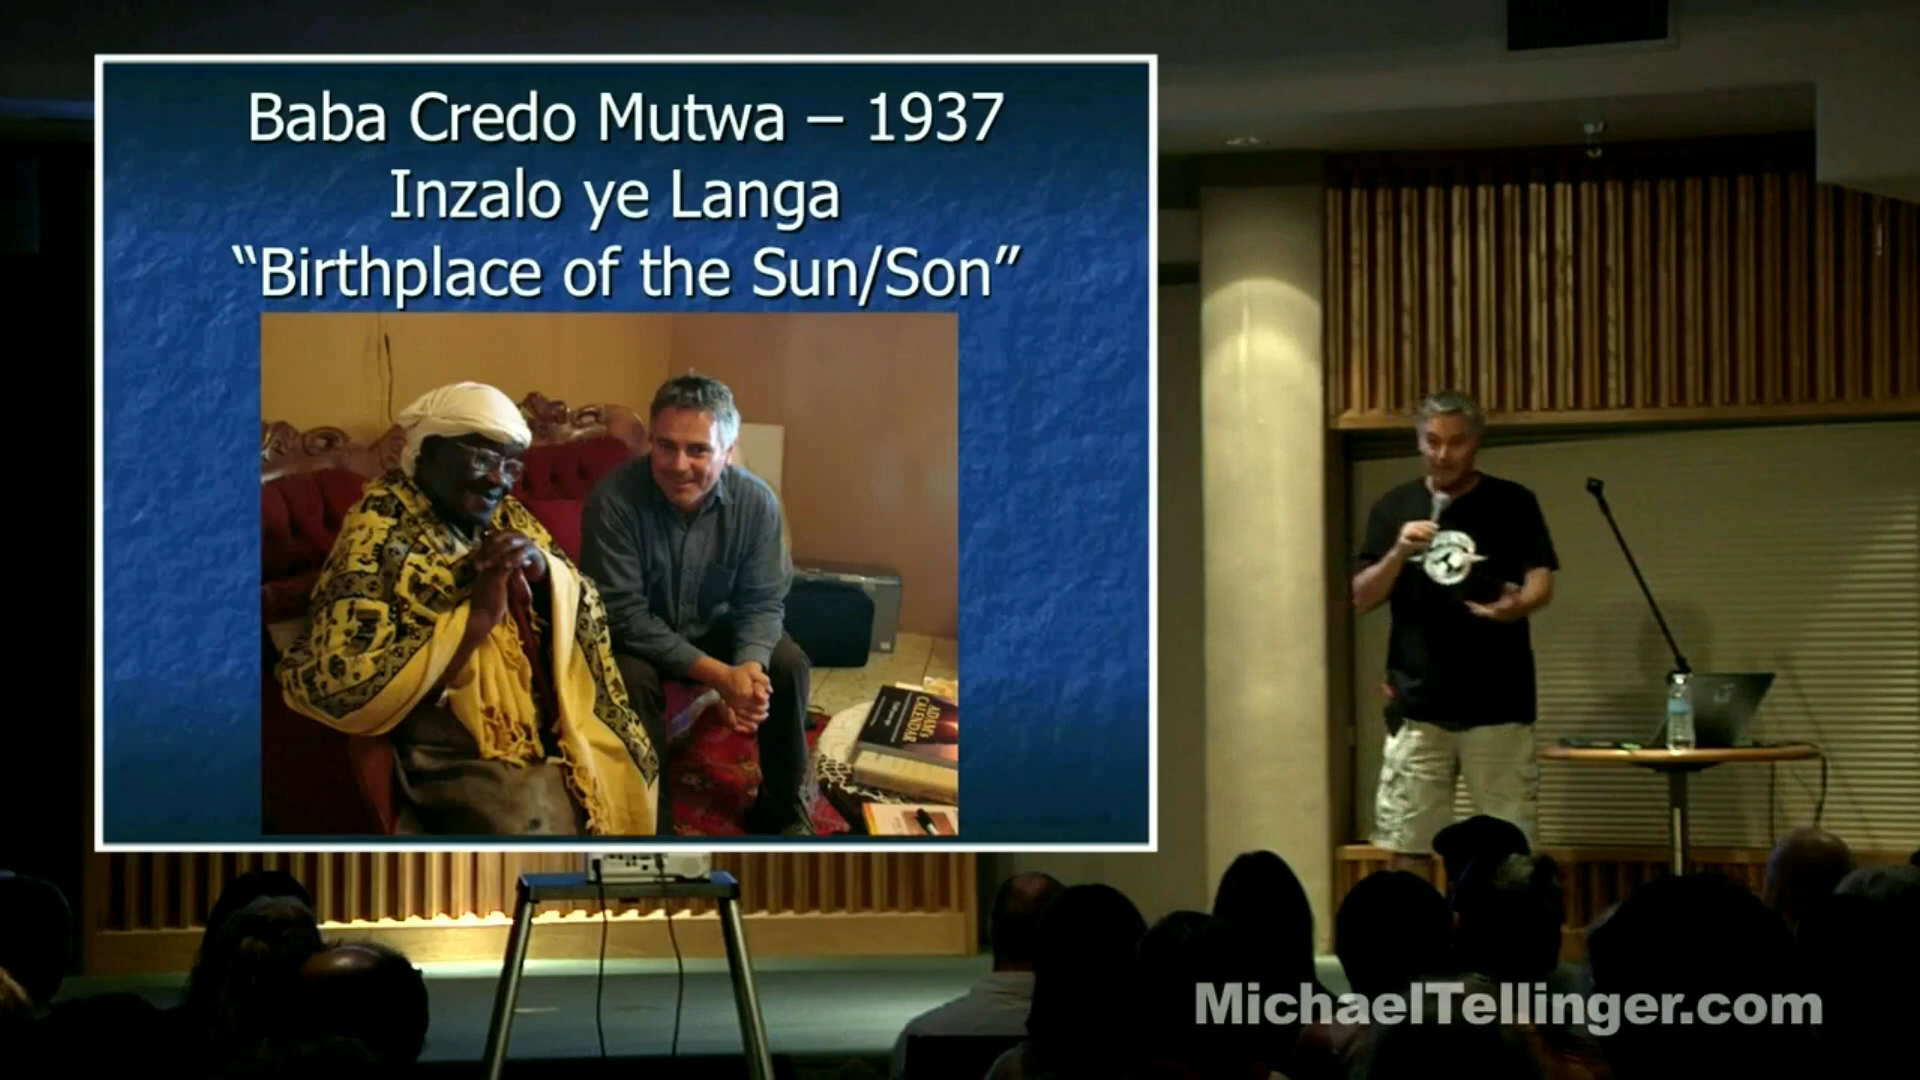 Baba Credo Mutwa – 1937
Inzalo ye Langa
“Birthplace of the Sun/Son”
ADAM's
CALENDAR
MichaelTellinger.com